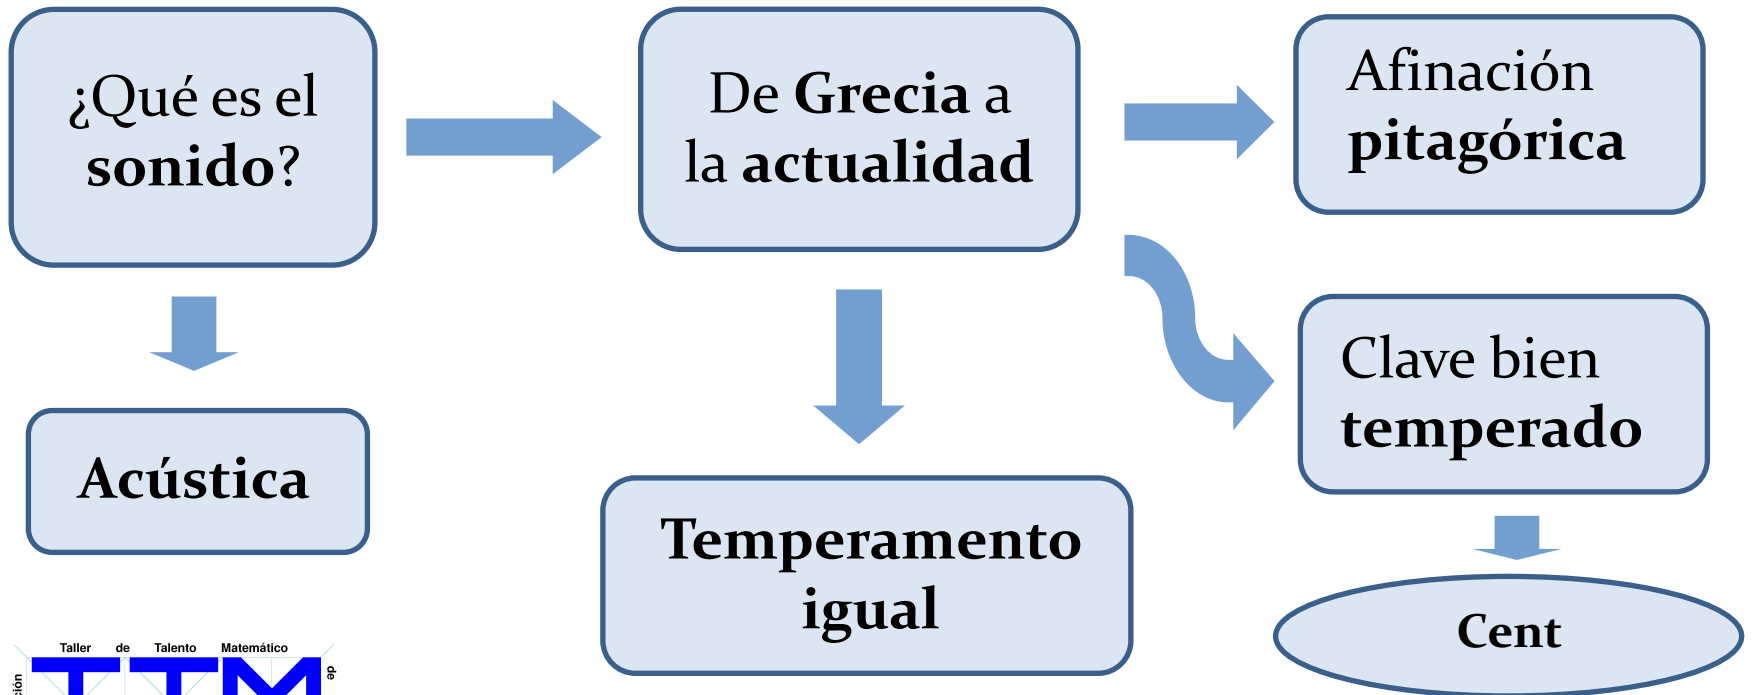 ¿Qué es el
sonido?
De Grecia a
la actualidad
Afinación
pitagórica
Clave bien
temperado
Acústica
Temperamento
igual
Cent
Taller de Talento Matemático
de
TTM